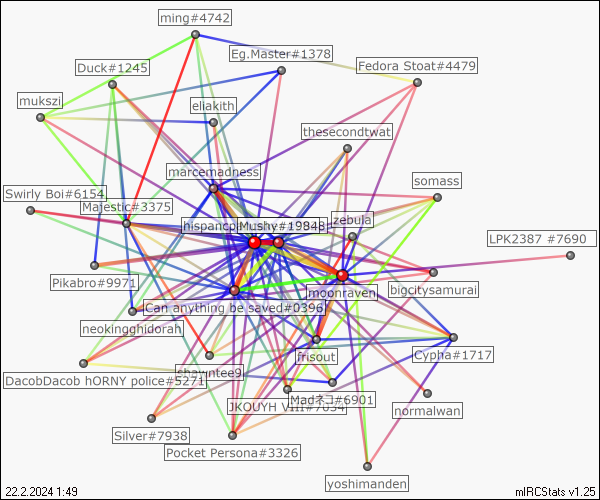 ming#4742
Eg.Master#1378
Duck#1245
Fedora Stoat#4479
mukszi
eliakith
thesecondtwat
marcemadness
somass
Swirly Boi#6154
Majestic#3375
Mushy#1984
zebula
LPK2387 #7690
Pikabro#9971
moonraven
bigcitysamurai
Can anything be saved#0396
neokingghidorah
frisout
Cypha#1717
shawntee9
DacobDacob hORNY police#5271
Madネコ#6901
JKOUYH VIII#7634
normalwan
Silver#7938
Pocket Persona#3326
yoshimanden
22.2.2024 1:49
mIRCStats v1.25